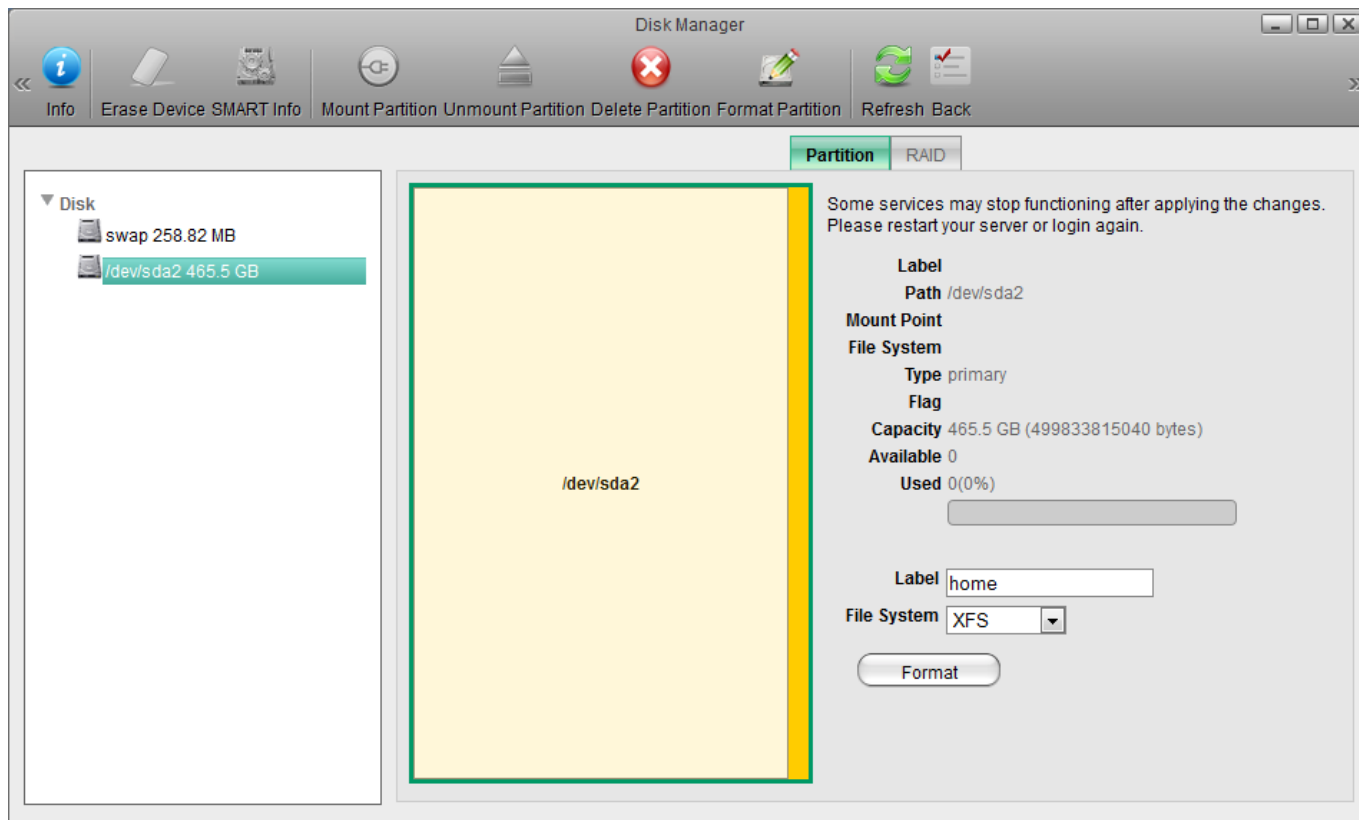 Disk Manager
« Info Erase Device SMART Info Mount Partition Unmount Partition Delete Partition Format Partition Refresh Back »
Partition RAID
Disk
swap 258.82 MB
/dev/sda2 465.5 GB
/dev/sda2
Some services may stop functioning after applying the changes.
Please restart your server or login again.
Label
Path /dev/sda2
Mount Point
File System
Type primary
Flag
Capacity 465.5 GB (499833815040 bytes)
Available 0
Used 0(0%)
Label home
File System XFS
Format